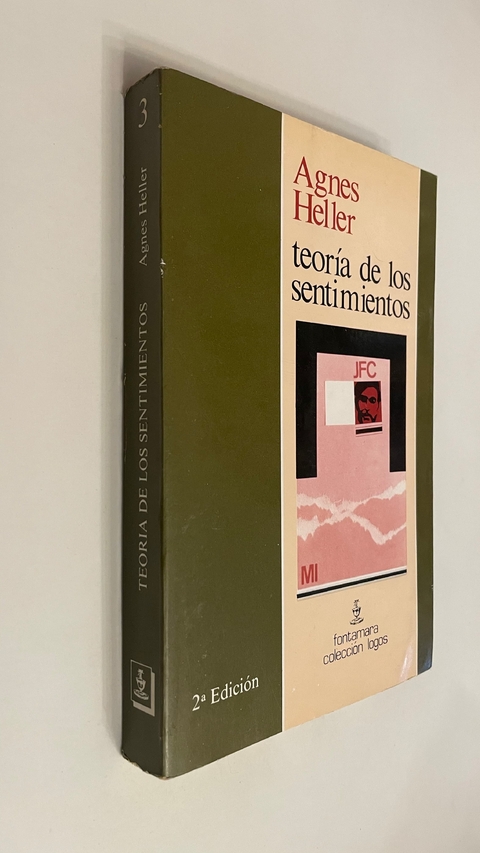 3
Agnes Heller
TEORIA DE LOS SENTIMIENTOS
Agnes
Heller
teoría de los
sentimientos
JFC
MI
fontamara
colección logos
2ª Edición